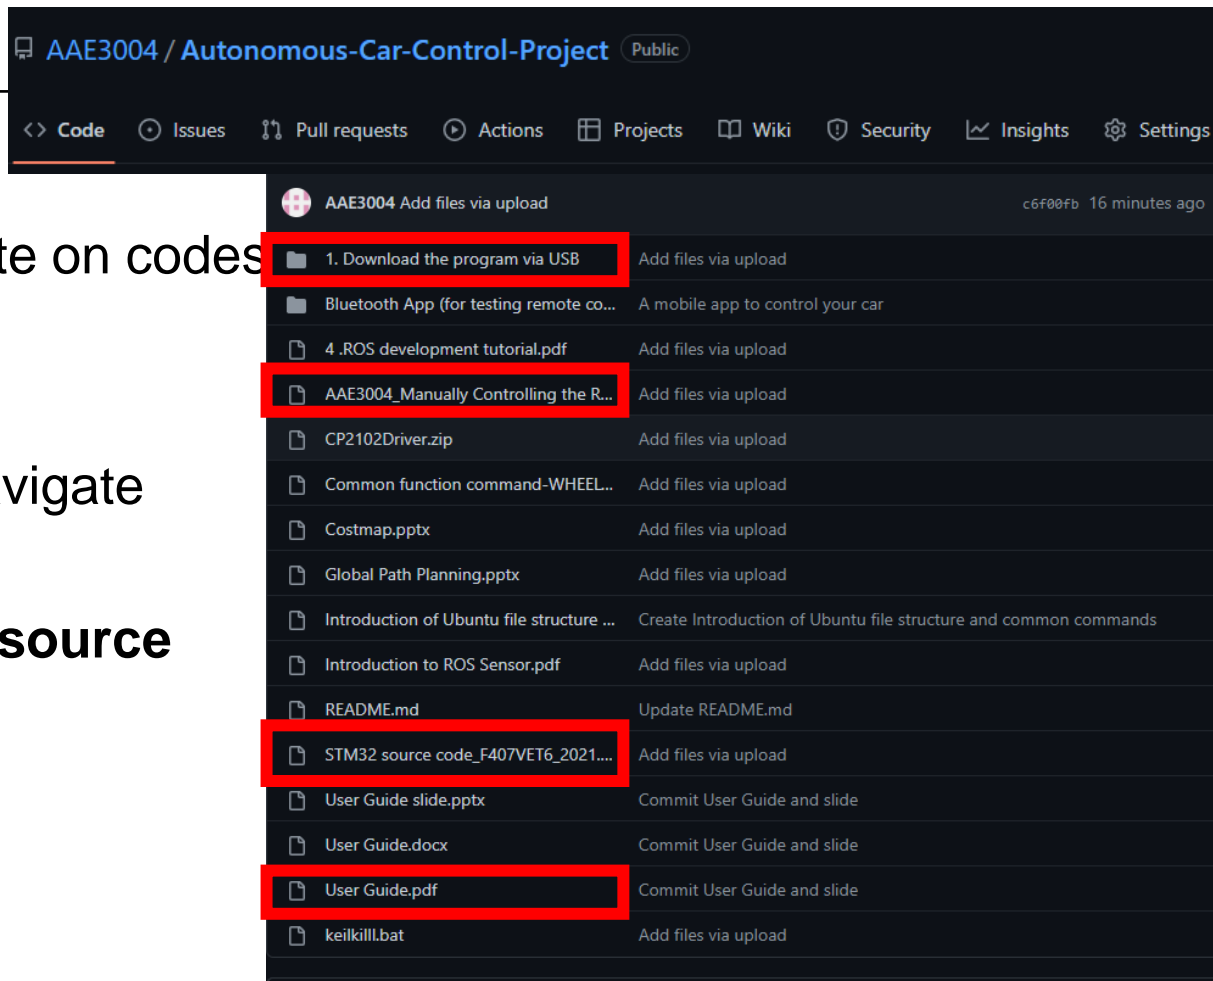 AAE3004 / Autonomous-Car-Control-Project Public
Code Issues Pull requests Actions Projects Wiki Security Insights Settings
AAE3004 Add files via upload c6f00fb 16 minutes ago
te on codes
1. Download the program via USB Add files via upload
Bluetooth App (for testing remote co... A mobile app to control your car
4 .ROS development tutorial.pdf Add files via upload
AAE3004_Manually Controlling the R... Add files via upload
CP2102Driver.zip Add files via upload
vigate
Common function command-WHEEL... Add files via upload
Costmap.pptx Add files via upload
Global Path Planning.pptx Add files via upload
Introduction of Ubuntu file structure ... Create Introduction of Ubuntu file structure and common commands
source
Introduction to ROS Sensor.pdf Add files via upload
README.md Update README.md
STM32 source code_F407VET6_2021.... Add files via upload
User Guide slide.pptx Commit User Guide and slide
User Guide.docx Commit User Guide and slide
User Guide.pdf Commit User Guide and slide
keilkilll.bat Add files via upload